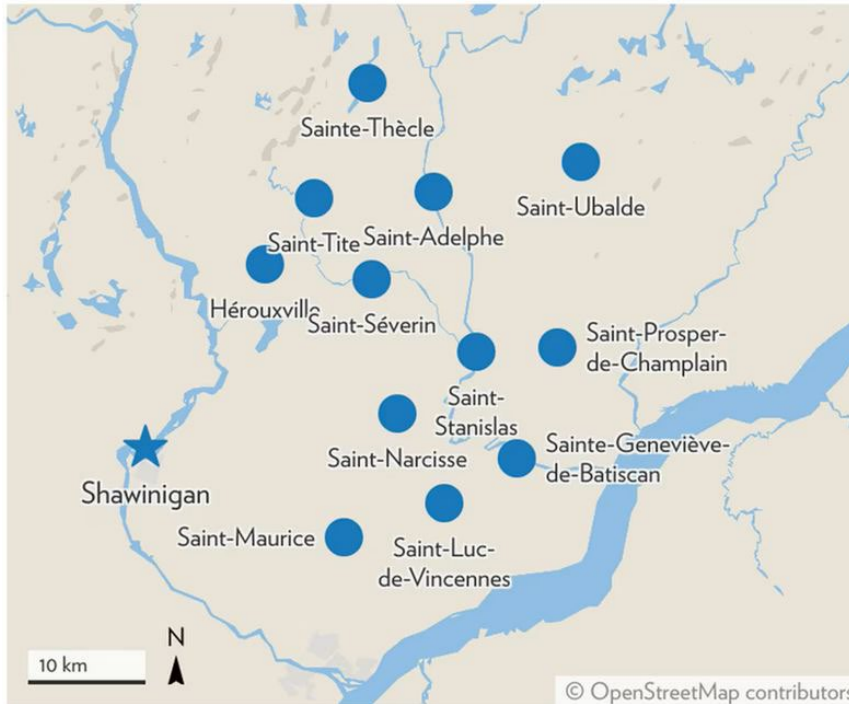 Sainte-Thècle
Saint-Ubalde
Saint-Tite
Saint-Adelphe
Hérouxville
Saint-Séverin
Saint-Prosper-
de-Champlain
Saint-
Stanislas
Saint-Narcisse
Sainte-Geneviève-
de-Batiscan
Shawinigan
Saint-Maurice
Saint-Luc-
de-Vincennes
N
10 km
© OpenStreetMap contributors